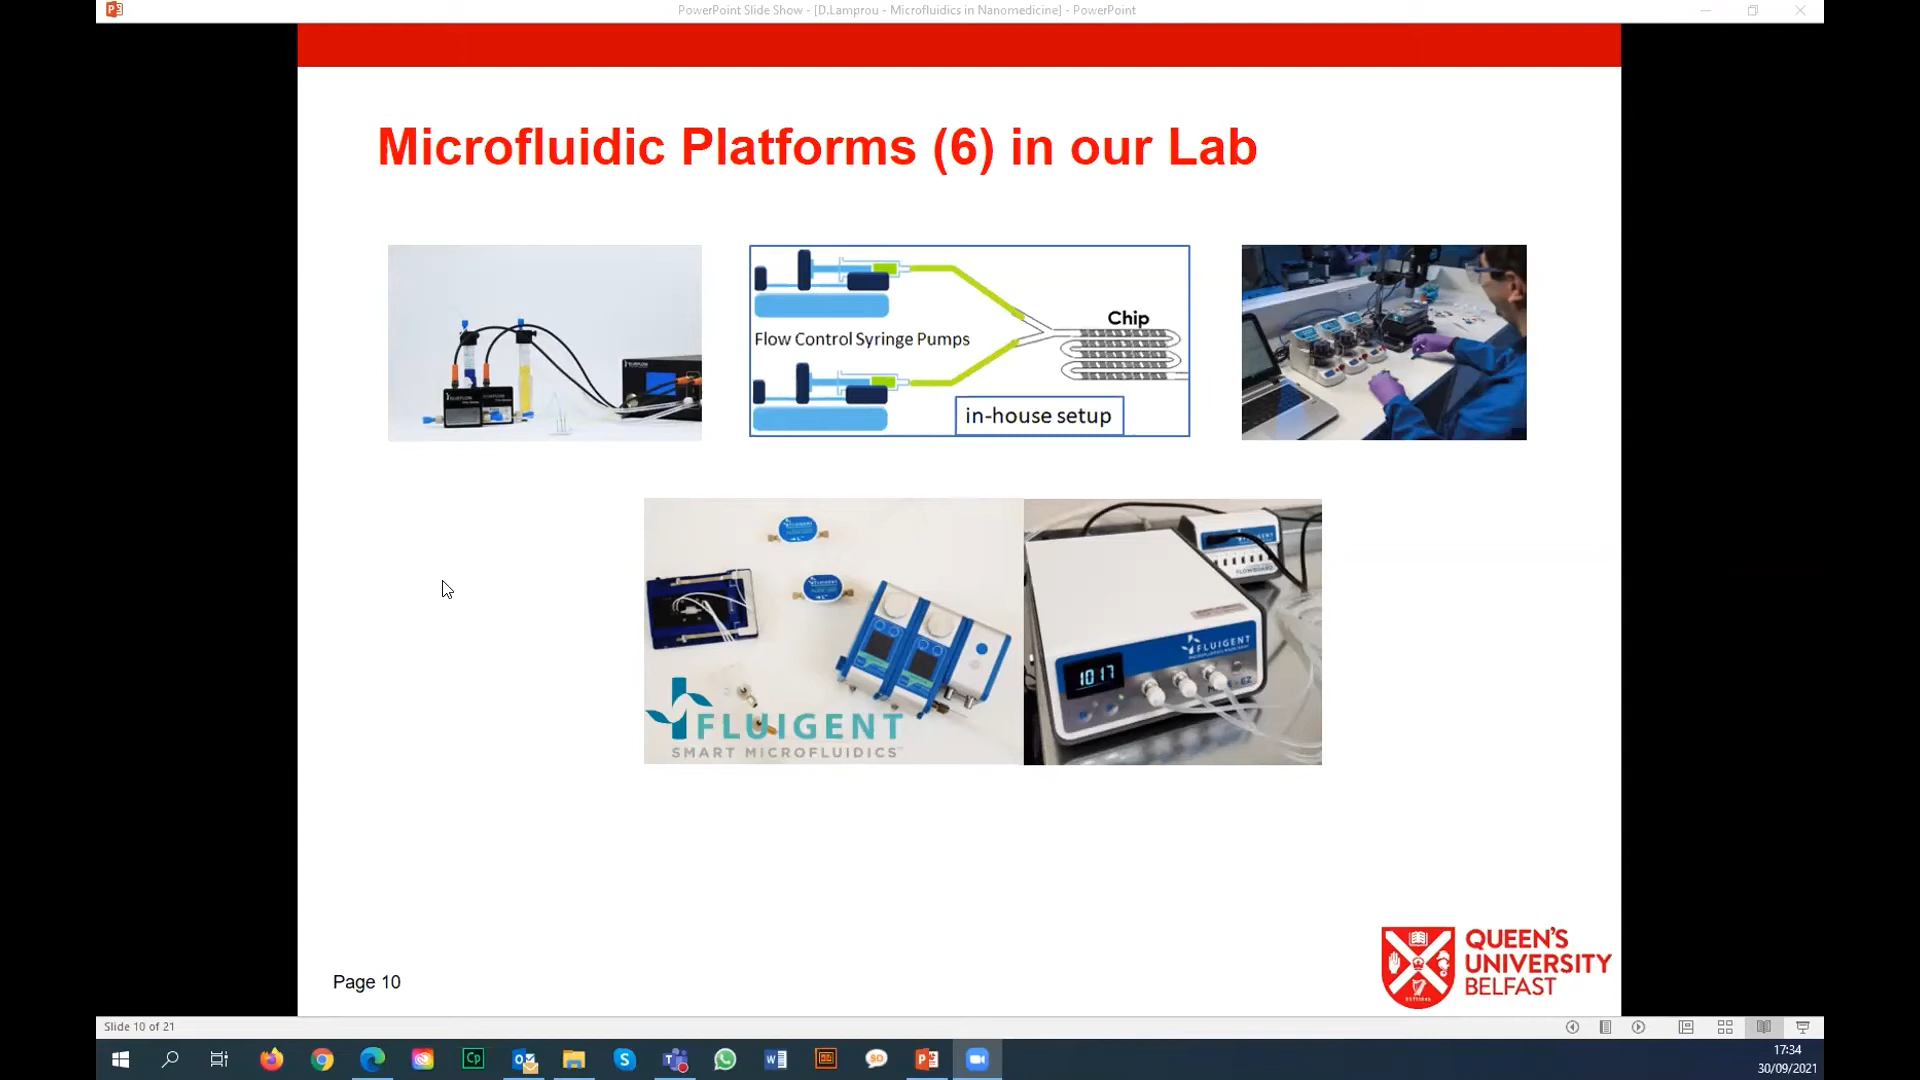 PowerPoint Slide Show - [D.Lamprou - Microfluidics in Nanomedicine] - PowerPoint
Microfluidic Platforms (6) in our Lab
Flow Control Syringe Pumps
Chip
in-house setup
FLUIGENT
SMART MICROFLUIDICS
FLUIGENT
1017
QUEEN'S
UNIVERSITY
BELFAST
Page 10
Slide 10 of 21
17:34
30/09/2021